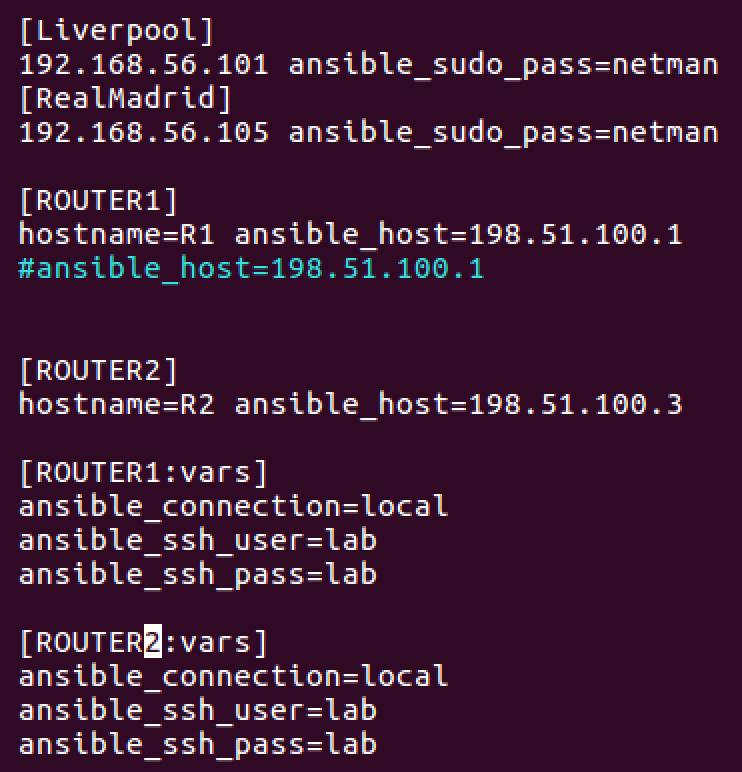 [Liverpool]
192.168.56.101 ansible_sudo_pass=netman
[RealMadrid]
192.168.56.105 ansible_sudo_pass=netman
[ROUTER1]
hostname=R1 ansible_host=198.51.100.1
#ansible_host=198.51.100.1
[ROUTER2]
hostname=R2 ansible_host=198.51.100.3
[ROUTER1:vars]
ansible_connection=local
ansible_ssh_user=lab
ansible_ssh_pass=lab
[ROUTER2:vars]
ansible_connection=local
ansible_ssh_user=lab
ansible_ssh_pass=lab